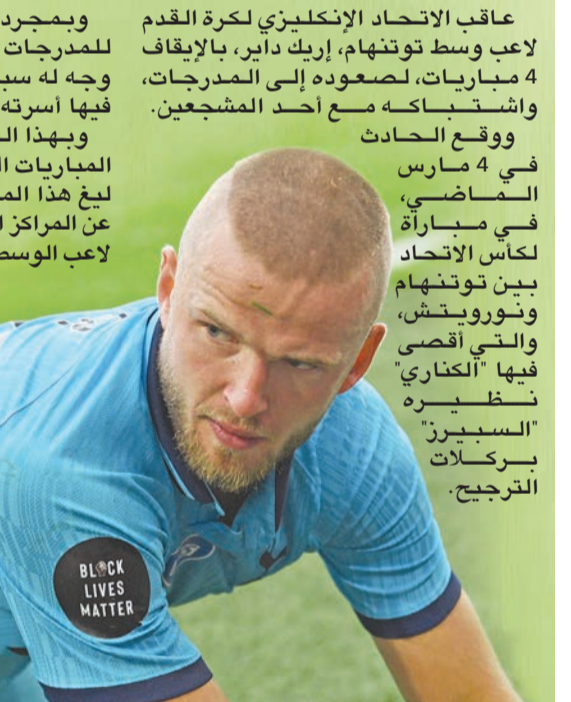 عاقب الاتحاد الإنكليزي لكرة القدم
لاعب وسط توتنهام، إريك داير، بالإيقاف
4 مباريات، لصعوده إلى المدرجات،
واشتباكه مع أحد المشجعين.
ووقع الحادث
في 4 مارس
الماضي،
في مباراة
لكأس الاتحاد
بين توتنهام
ونورويتش،
والتي أقصى
فيها "الكناري"
نظيره
"السبيرز"
بركلات
الترجيح.
وبمجرد
للمدرجات
وجه له
فيها أسرته
وبهذا
المباريات
ليغ هذا
عن المراكز
لاعب الوسط
BLACK
LIVES
MATTER